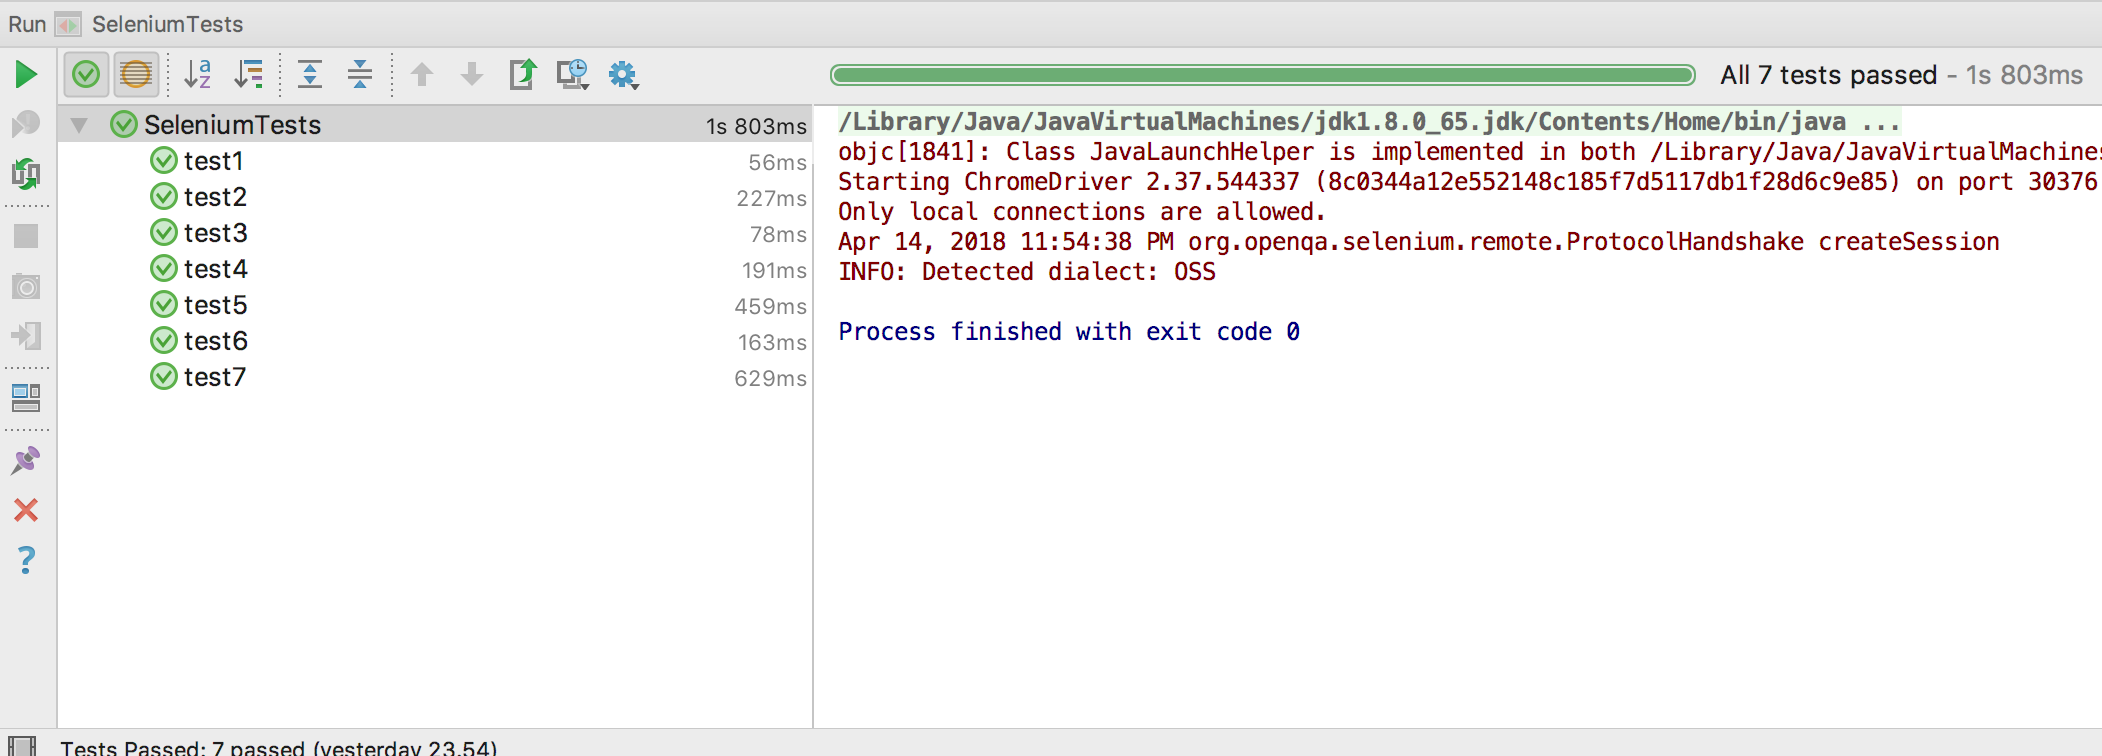 Run SeleniumTests
All 7 tests passed - 1s 803ms
SeleniumTests 1s 803ms
test1 56ms
test2 227ms
test3 78ms
test4 191ms
test5 459ms
test6 163ms
test7 629ms
/Library/Java/JavaVirtualMachines/jdk1.8.0_65.jdk/Contents/Home/bin/java ...
objc[1841]: Class JavaLaunchHelper is implemented in both /Library/Java/JavaVirtualMachines
Starting ChromeDriver 2.37.544337 (8c0344a12e552148c185f7d5117db1f28d6c9e85) on port 30376
Only local connections are allowed.
Apr 14, 2018 11:54:38 PM org.openqa.selenium.remote.ProtocolHandshake createSession
INFO: Detected dialect: OSS
Process finished with exit code 0
Tests Passed: 7 passed (yesterday 23.54)